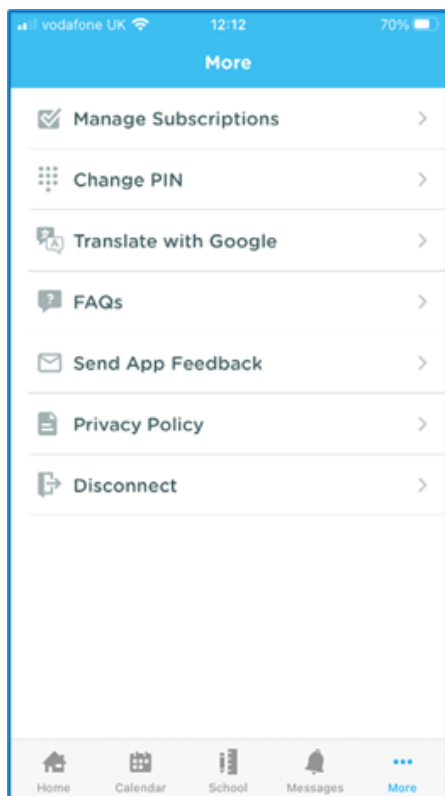 vodafone UK 12:12 70%
More
Manage Subscriptions
Change PIN
Translate with Google
FAQs
Send App Feedback
Privacy Policy
Disconnect
Home Calendar School Messages More